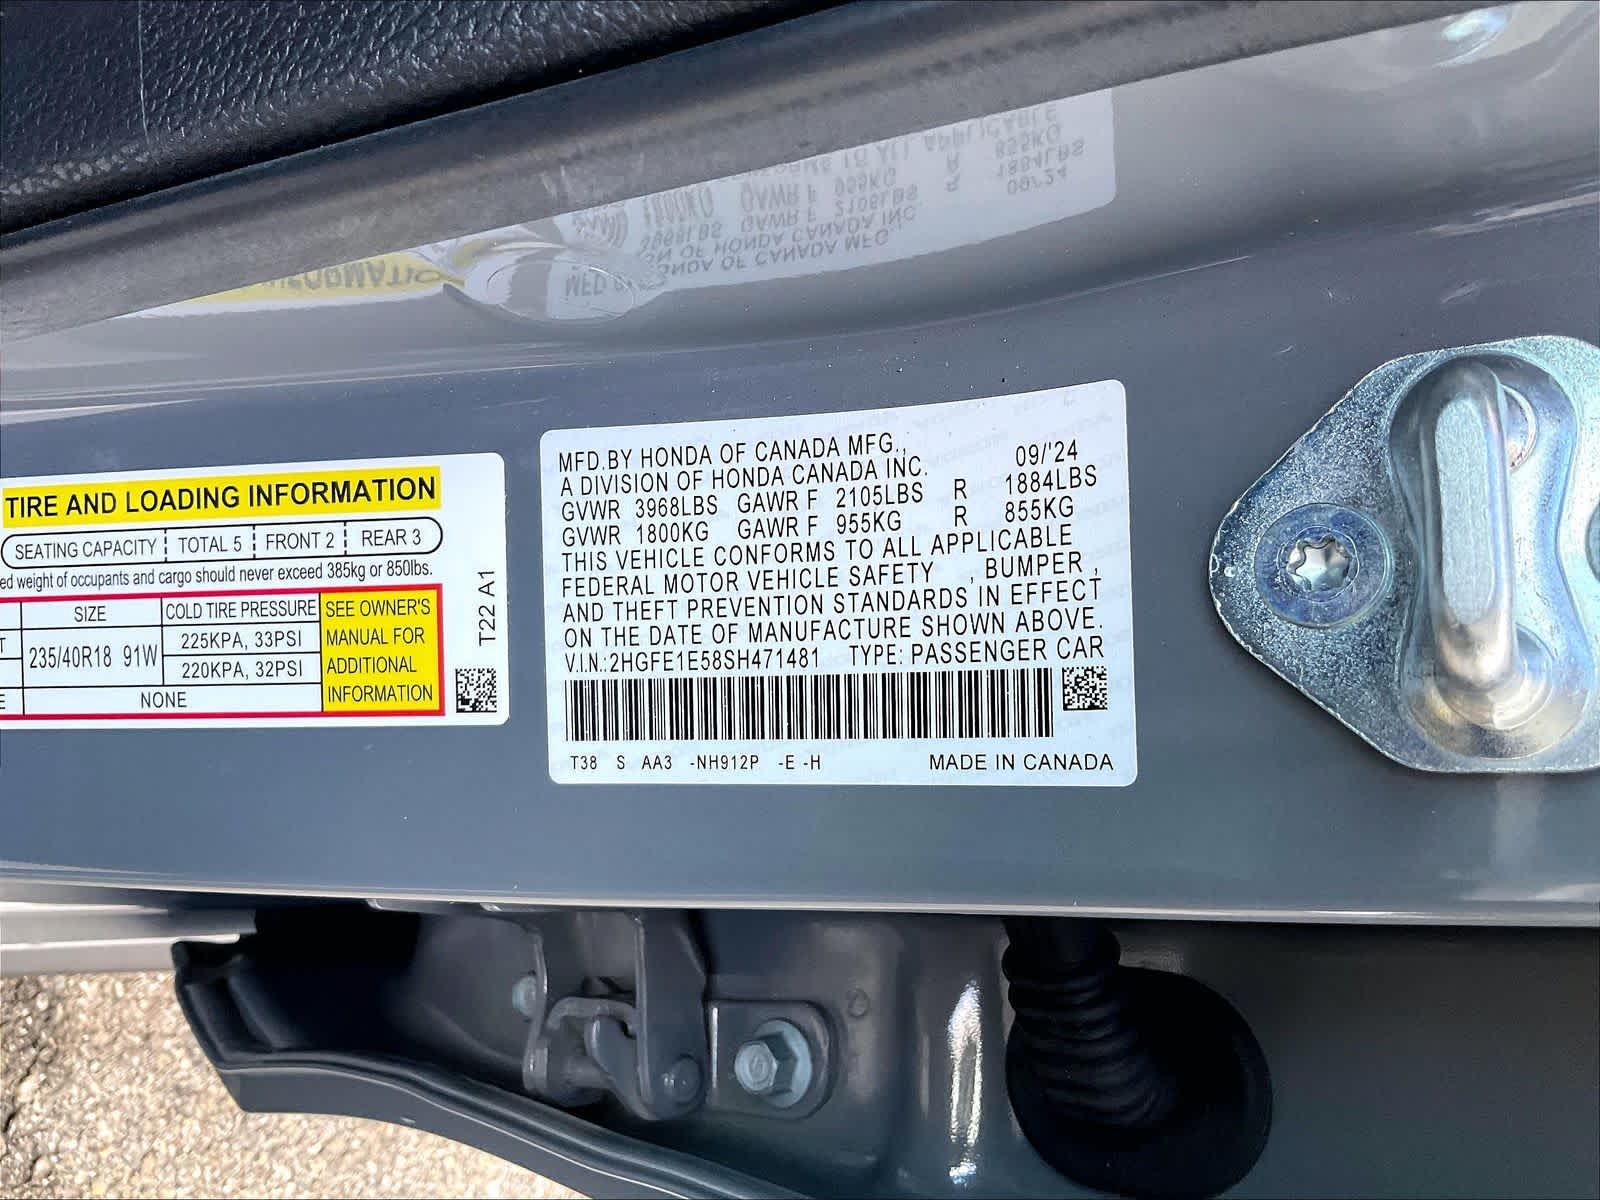 TIRE AND LOADING INFORMATION
SEATING CAPACITY TOTAL 5 FRONT 2 REAR 3
ed weight of occupants and cargo should never exceed 385kg or 850lbs.
SIZE COLD TIRE PRESSURE
235/40R18 91W
225KPA, 33PSI
220KPA, 32PSI
NONE
SEE OWNER'S
MANUAL FOR
ADDITIONAL
INFORMATION
T22 A1
MFD.BY HONDA OF CANADA MFG.,
A DIVISION OF HONDA CANADA INC. 09/'24
GVWR 3968LBS GAWR F 2105LBS R 1884LBS
GVWR 1800KG GAWR F 955KG R 855KG
THIS VEHICLE CONFORMS TO ALL APPLICABLE
FEDERAL MOTOR VEHICLE SAFETY , BUMPER ,
AND THEFT PREVENTION STANDARDS IN EFFECT
ON THE DATE OF MANUFACTURE SHOWN ABOVE.
V.I.N.:2HGFE1E58SH471481 TYPE: PASSENGER CAR
T38 S AA3 -NH912P -E -H MADE IN CANADA